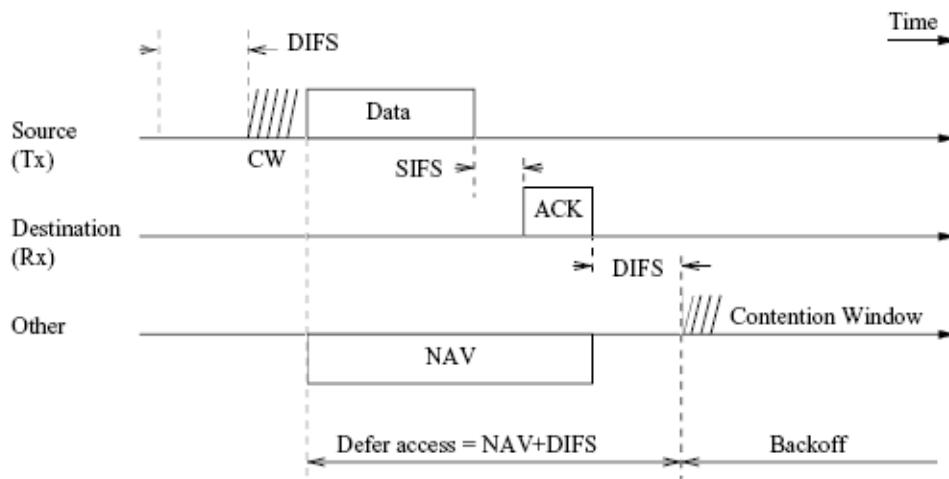 Time
DIFS
Data
Source
(Tx)
CW
SIFS
ACK
Destination
(Rx)
DIFS
Other
Contention Window
NAV
Defer access = NAV+DIFS
Backoff